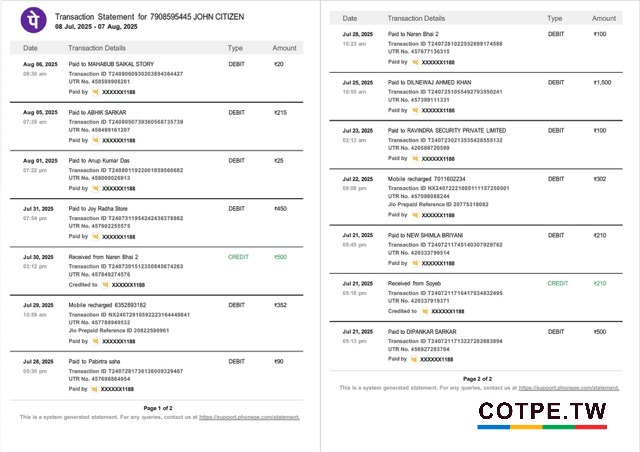 पे
Transaction Statement for 7908595445 JOHN CITIZEN
08 Jul, 2025 - 07 Aug, 2025
Date Transaction Details Type Amount
Aug 06, 2025 Paid to MAHABUB SAIKAL STORY DEBIT ₹20
09:30 am Transaction ID T2408060930203894364427
UTR No. 458599908201
Paid by XXXXXX1188
Aug 05, 2025 Paid to ABHIK SARKAR DEBIT ₹215
07:39 am Transaction ID T2408050739360568735739
UTR No. 458499161207
Paid by XXXXXX1188
Aug 01, 2025 Paid to Anup Kumar Das DEBIT ₹25
07:22 pm Transaction ID T2408011922001859560682
UTR No. 458000026013
Paid by XXXXXX1188
Jul 31, 2025 Paid to Joy Radha Store DEBIT ₹450
07:54 pm Transaction ID T2407311954242436378982
UTR No. 457902255575
Paid by XXXXXX1188
Jul 30, 2025 Received from Naren Bhai 2 CREDIT ₹500
03:12 pm Transaction ID T2407301512350845674263
UTR No. 457849274576
Credited to XXXXXX1188
Jul 29, 2025 Mobile recharged 6352893182 DEBIT ₹352
10:59 am Transaction ID NX240729105922231644498​41
UTR No. 457788949532
Jio Prepaid Reference ID 20822590961
Paid by XXXXXX1188
Jul 28, 2025 Paid to Pabirtra saha DEBIT ₹90
05:38 pm Transaction ID T2407281738136009329467
UTR No. 457696864054
Paid by XXXXXX1188
Page 1 of 2
This is a system generated statement. For any queries, contact us at https://support.phonepe.com/statement.
Date Transaction Details Type Amount
Jul 28, 2025 Paid to Naren Bhai 2 DEBIT ₹100
10:23 am Transaction ID T2407281022552699174588
UTR No. 457677136315
Paid by XXXXXX1188
Jul 25, 2025 Paid to DILNEWAJ AHMED KHAN DEBIT ₹1,500
10:55 am Transaction ID T2407251055492793550241
UTR No. 457399111331
Paid by XXXXXX1188
Jul 23, 2025 Paid to RAVINDRA SECURITY PRIVATE LIMITED DEBIT ₹100
02:13 am Transaction ID T2407230213535428555132
UTR No. 420588720599
Paid by XXXXXX1188
Jul 22, 2025 Mobile recharged 7011602234 DEBIT ₹302
09:08 pm Transaction ID NX24072221085111157250001
UTR No. 457098088244
Jio Prepaid Reference ID 20775318082
Paid by XXXXXX1188
Jul 21, 2025 Paid to NEW SHIMLA BRIYANI DEBIT ₹210
05:45 pm Transaction ID T2407211745140307929762
UTR No. 420333799514
Paid by XXXXXX1188
Jul 21, 2025 Received from Soyeb CREDIT ₹210
05:16 pm Transaction ID T2407211716417034832495
UTR No. 420337919371
Credited to XXXXXX1188
Jul 21, 2025 Paid to DIPANKAR SARKAR DEBIT ₹500
05:13 pm Transaction ID T2407211713227282683894
UTR No. 456927283704
Paid by XXXXXX1188
Page 2 of 2
This is a system generated statement. For any queries, contact us at https://support.phonepe.com/statement.
COTPE.TW